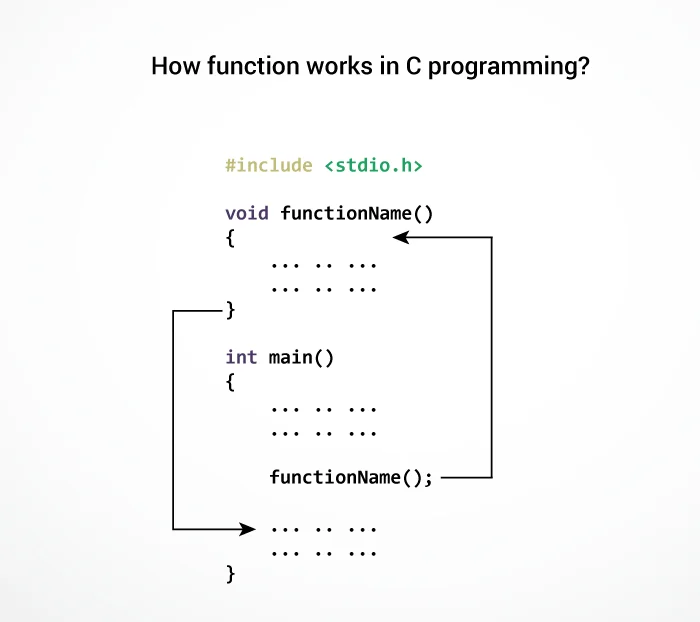 How function works in C programming?
#include <stdio.h>
void functionName()
{
... .. ...
... .. ...
}
int main()
{
... .. ...
... .. ...
functionName();
... .. ...
... .. ...
}